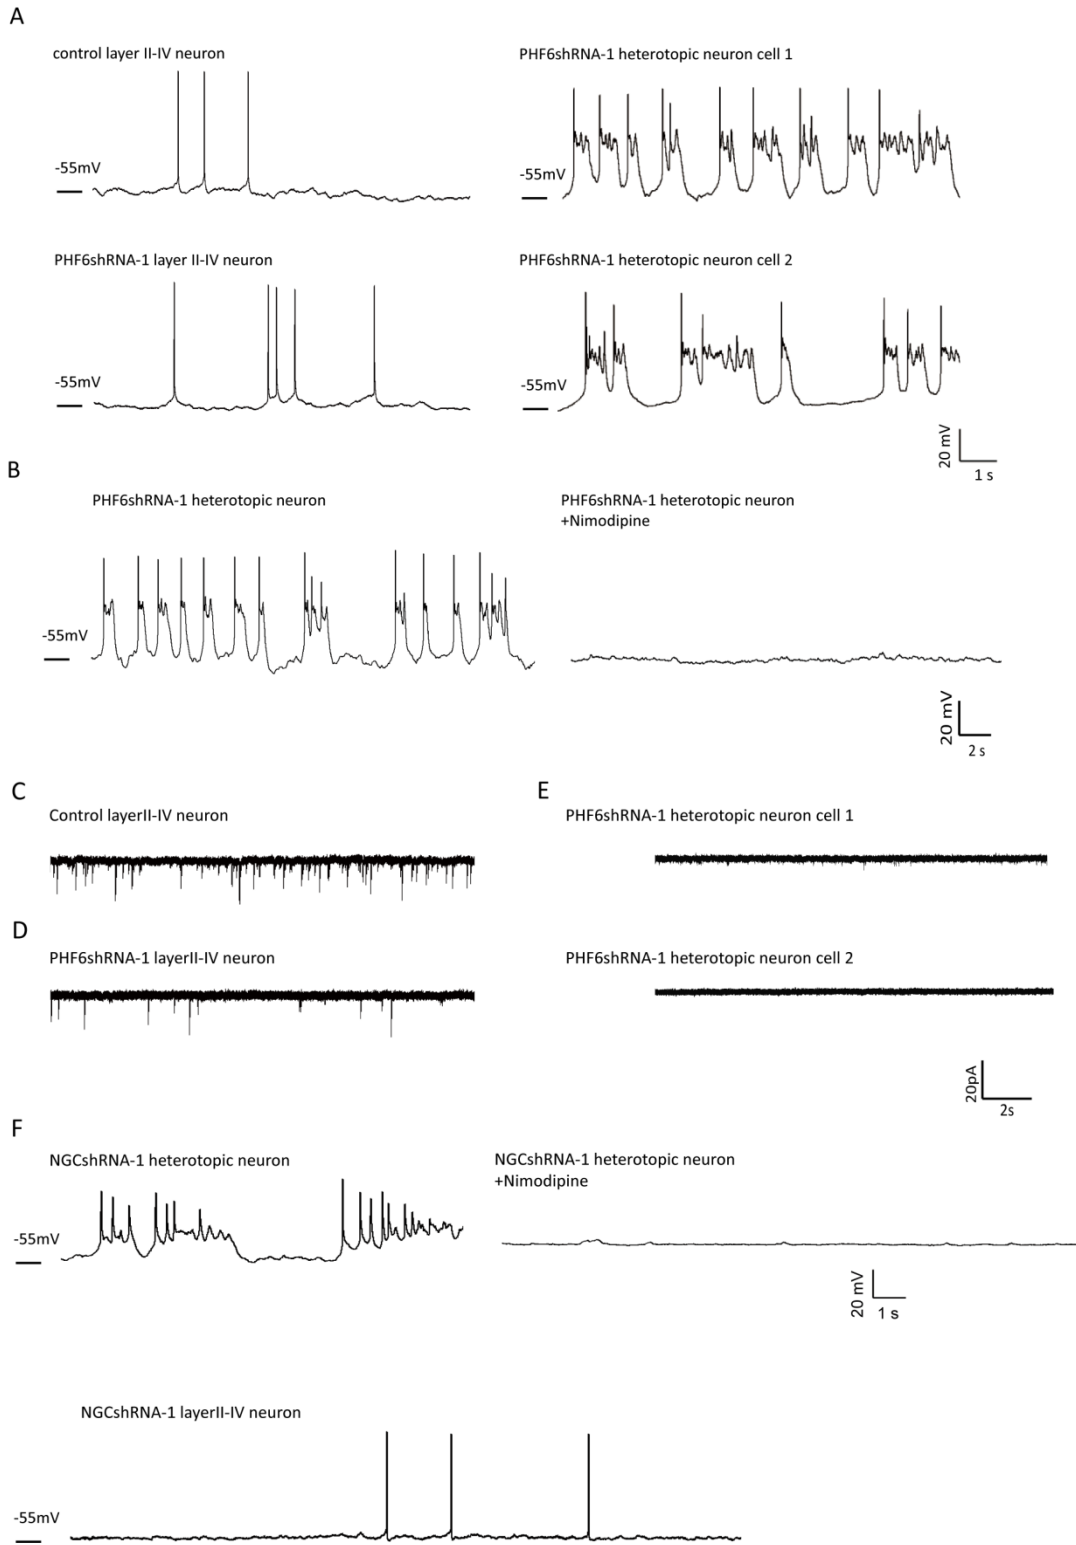 A
control layer II-IV neuron
-55mV
PHF6shRNA-1 heterotopic neuron cell 1
-55mV
PHF6shRNA-1 layer II-IV neuron
-55mV
PHF6shRNA-1 heterotopic neuron cell 2
-55mV
20 mV
1 s
B
PHF6shRNA-1 heterotopic neuron
-55mV
PHF6shRNA-1 heterotopic neuron
+Nimodipine
20 mV
2 s
C
Control layerII-IV neuron
E
PHF6shRNA-1 heterotopic neuron cell 1
D
PHF6shRNA-1 layerII-IV neuron
PHF6shRNA-1 heterotopic neuron cell 2
20pA
2s
F
NGCshRNA-1 heterotopic neuron
-55mV
NGCshRNA-1 heterotopic neuron
+Nimodipine
20 mV
1 s
NGCshRNA-1 layerII-IV neuron
-55mV